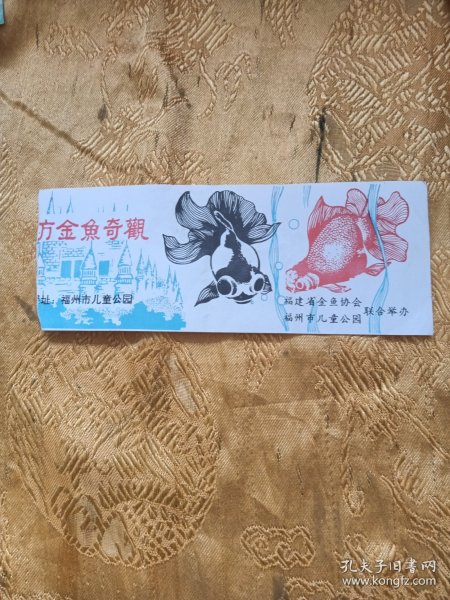 方金魚奇觀
址：福州市儿童公园
福建省金鱼协会
福州市儿童公园
联合举办
孔夫子旧书网
www.kongfz.com